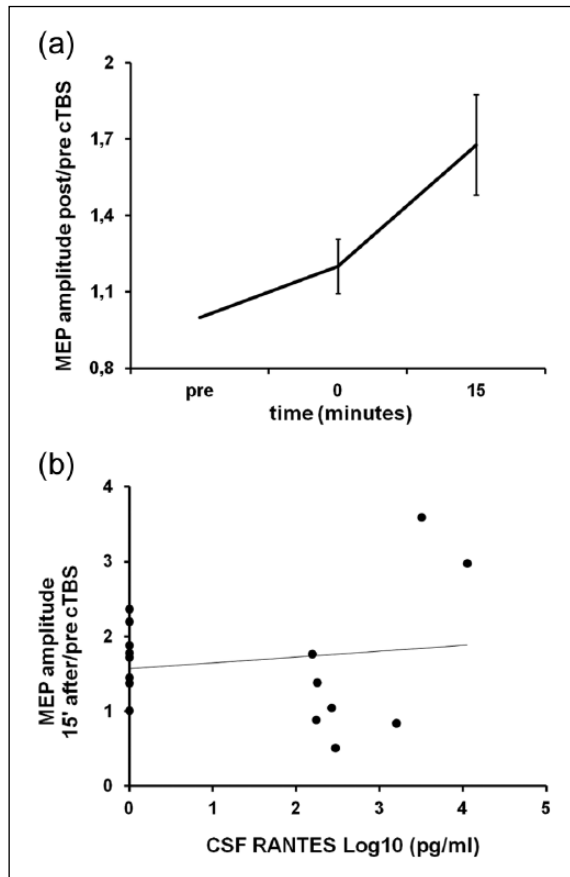 (a)
MEP amplitude post/pre cTBS
2
1,7
1,4
1,1
0,8
pre 0 15
time (minutes)
(b)
MEP amplitude
15' after/pre cTBS
4
3
2
1
0
0 1 2 3 4 5
CSF RANTES Log10 (pg/ml)